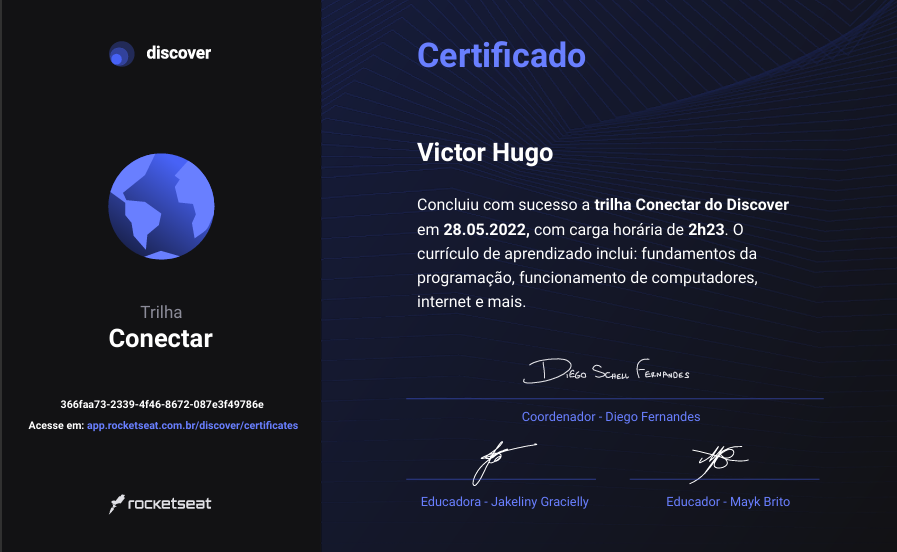 discover
Trilha
Conectar
366faa73-2339-4f46-8672-087e3f49786e
Acesse em: app.rocketseat.com.br/discover/certificates
rocketseat
Certificado
Victor Hugo
Concluiu com sucesso a trilha Conectar do Discover
em 28.05.2022, com carga horária de 2h23. O
currículo de aprendizado inclui: fundamentos da
programação, funcionamento de computadores,
internet e mais.
Diego Schell Fernandes
Coordenador - Diego Fernandes
Educadora - Jakeliny Gracielly
Educador - Mayk Brito